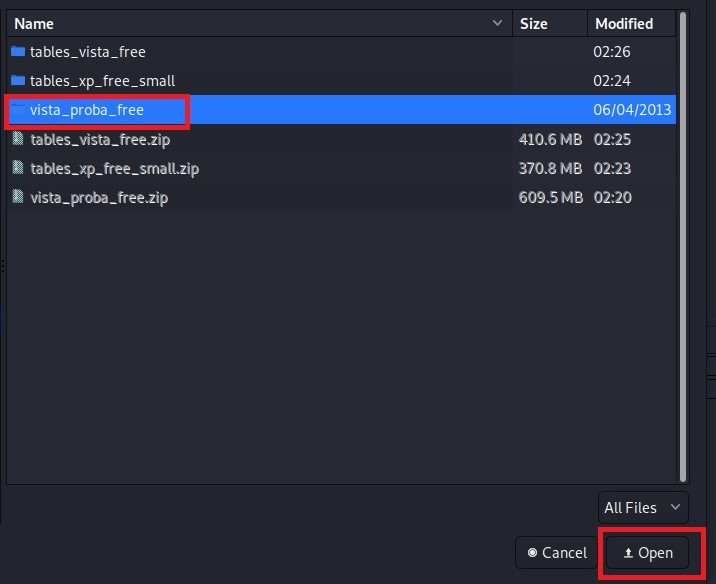 Name Size Modified
tables_vista_free 02:26
tables_xp_free_small 02:24
vista_proba_free 06/04/2013
tables_vista_free.zip 410.6 MB 02:25
tables_xp_free_small.zip 370.8 MB 02:23
vista_proba_free.zip 609.5 MB 02:20
All Files
Cancel Open